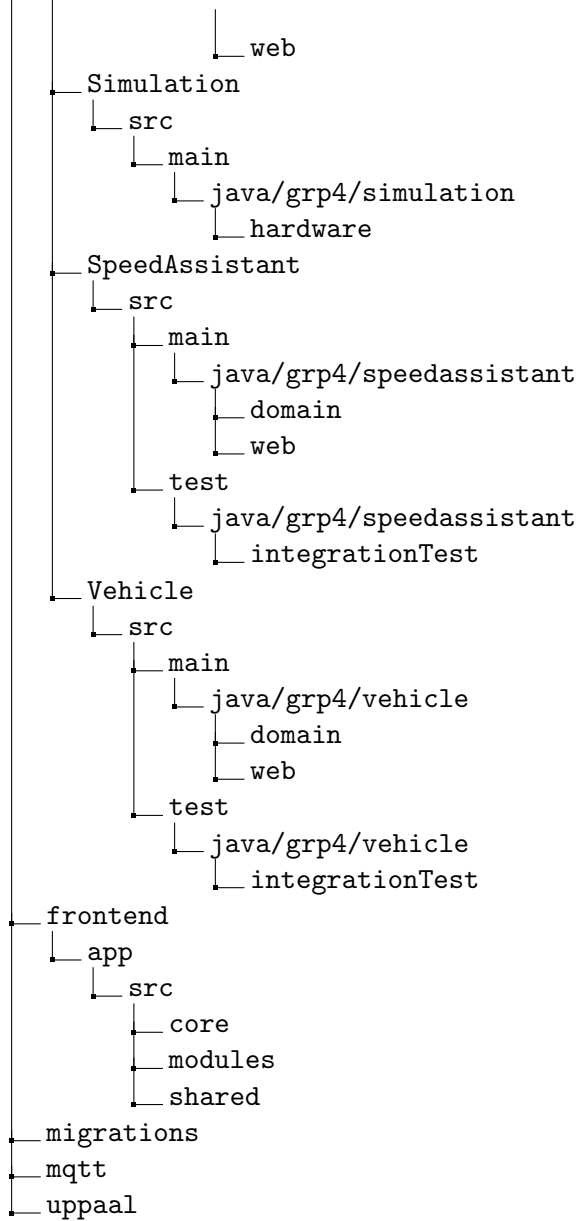 web
Simulation
src
main
java/grp4/simulation
hardware
SpeedAssistant
src
main
java/grp4/speedassistant
domain
web
test
java/grp4/speedassistant
integrationTest
Vehicle
src
main
java/grp4/vehicle
domain
web
test
java/grp4/vehicle
integrationTest
frontend
app
src
core
modules
shared
migrations
mqtt
uppaal